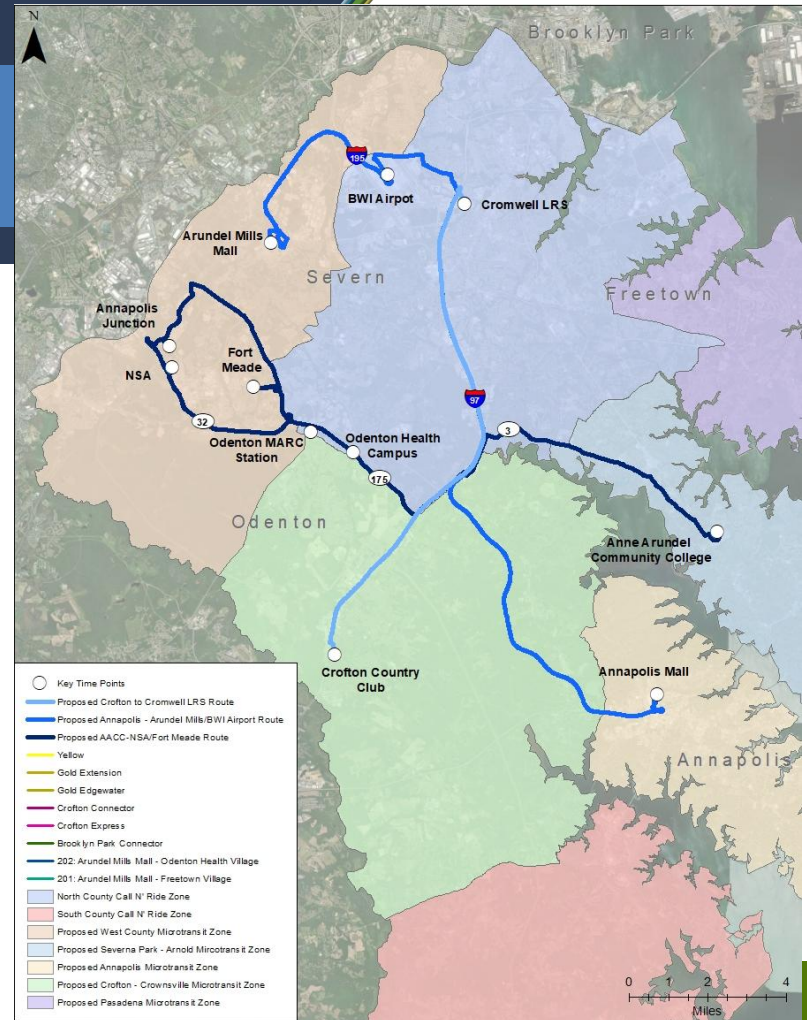 N
Brooklyn Park
195
BWI Airpot
Cromwell LRS
Arundel Mills
Mall
Severn
Freetown
Annapolis
Junction
Fort
Meade
NSA
97
32
3
Odenton MARC
Station
Odenton Health
Campus
175
Odenton
Anne Arundel
Community College
Crofton Country
Club
Annapolis Mall
Annapolis
Key Time Points
Proposed Crofton to Cromwell LRS Route
Proposed Annapolis - Arundel Mills/BWI Airport Route
Proposed AACC-NSA/Fort Meade Route
Yellow
Gold Extension
Gold Edgewater
Crofton Connector
Crofton Express
Brooklyn Park Connector
202: Arundel Mills Mall - Odenton Health Village
201: Arundel Mills Mall - Freetown Village
North County Call N' Ride Zone
South County Call N' Ride Zone
Proposed West County Microtransit Zone
Proposed Severna Park - Arnold Mircotransit Zone
Proposed Annapolis Microtransit Zone
Proposed Crofton - Crownsville Microtransit Zone
Proposed Pasadena Microtransit Zone
0 1 2 4
Miles